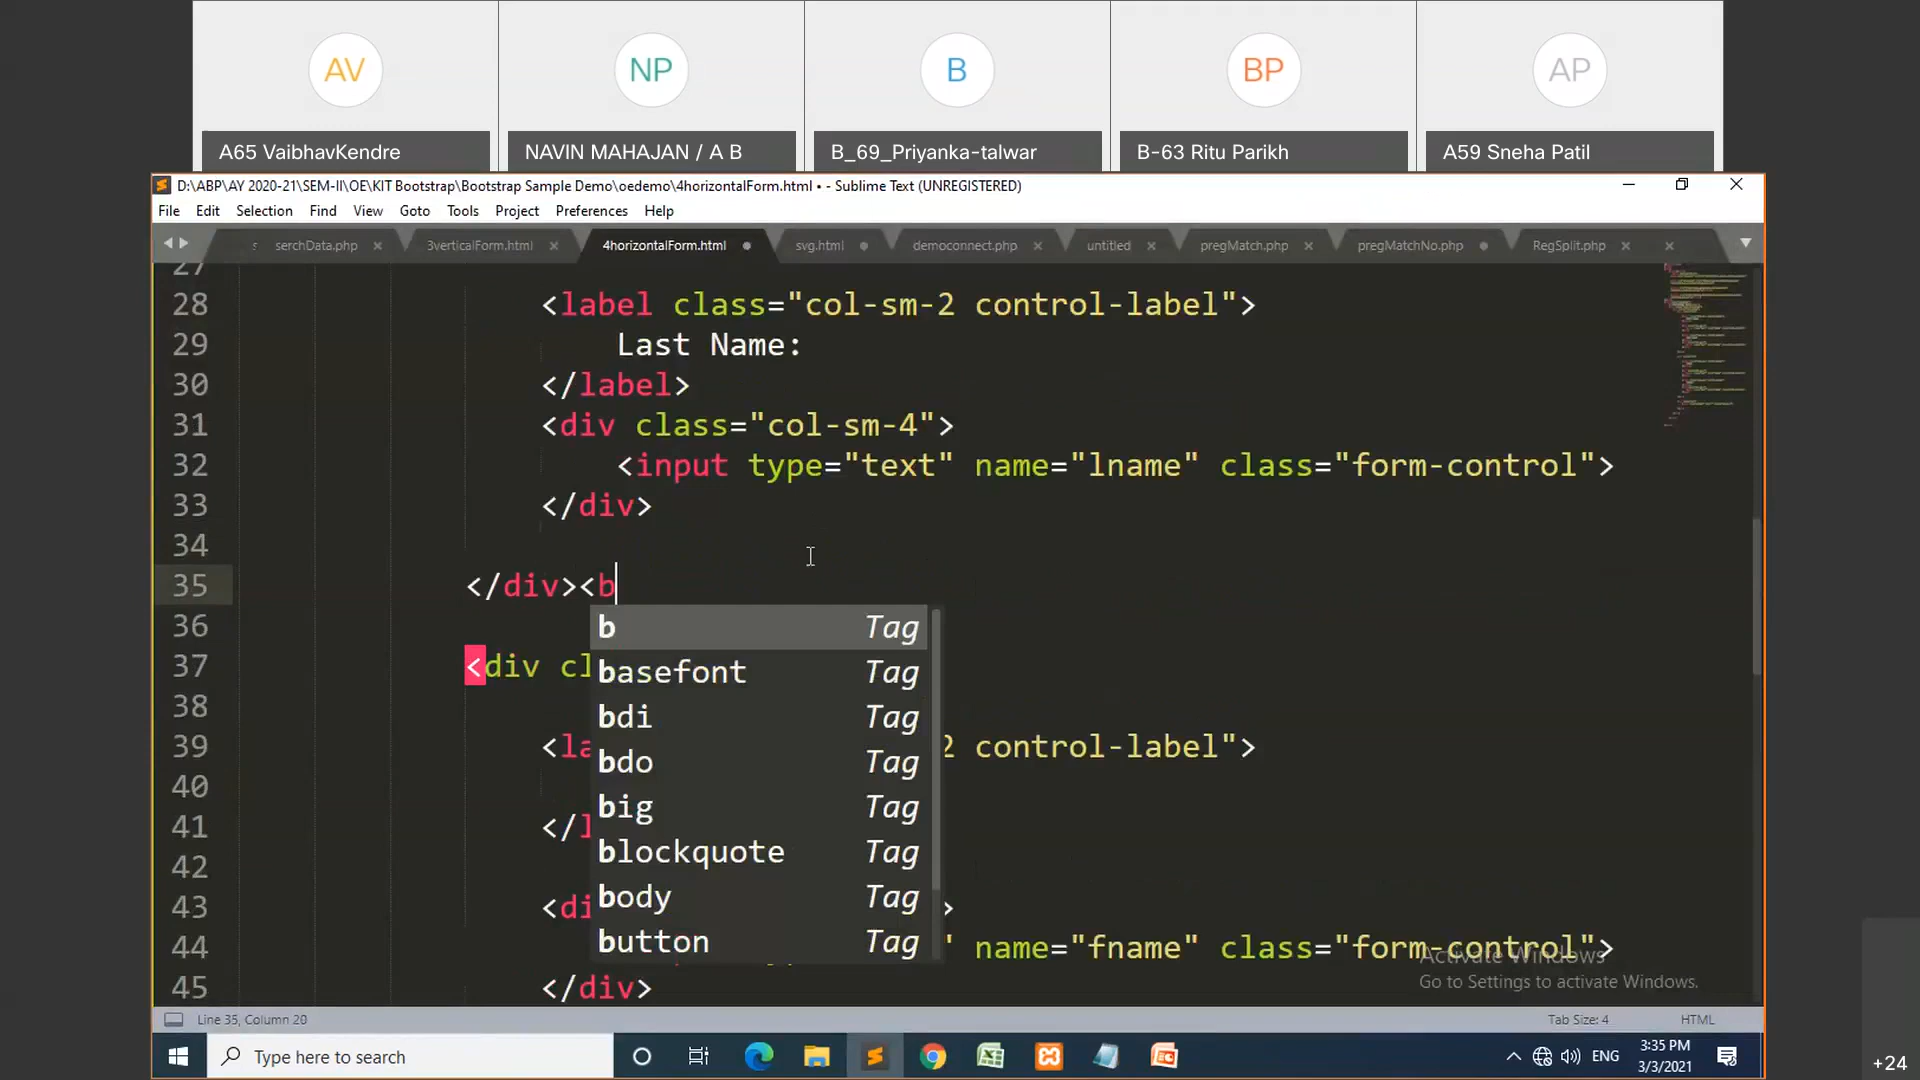 AV
NP
B
BP
AP
A65 VaibhavKendre
NAVIN MAHAJAN / A B
B_69_Priyanka-talwar
B-63 Ritu Parikh
A59 Sneha Patil
D:\ABP\AY 2020-21\SEM-II\OE\KIT Bootstrap\Bootstrap Sample Demo\oedemo\4horizontalForm.html • - Sublime Text (UNREGISTERED)
File Edit Selection Find View Goto Tools Project Preferences Help
serchData.php 3verticalForm.html 4horizontalForm.html svg.html democonnect.php untitled pregMatch.php pregMatchNo.php RegSplit.php
27
28 <label class="col-sm-2 control-label">
29 Last Name:
30 </label>
31 <div class="col-sm-4">
32 <input type="text" name="lname" class="form-control">
33 </div>
34
35 </div><b
36 b Tag
37 <div cl basefont Tag
38 bdi Tag
39 <la 2 control-label">
bdo Tag
40 big Tag
41 </l
blockquote Tag
42
43 <di >
body Tag
44 " name="fname" class="form-control">
button Tag
45 </div>
Activate Windows
Go to Settings to activate Windows.
Line 35, Column 20
Tab Size: 4
HTML
Type here to search
ENG
3:35 PM
3/3/2021
+24